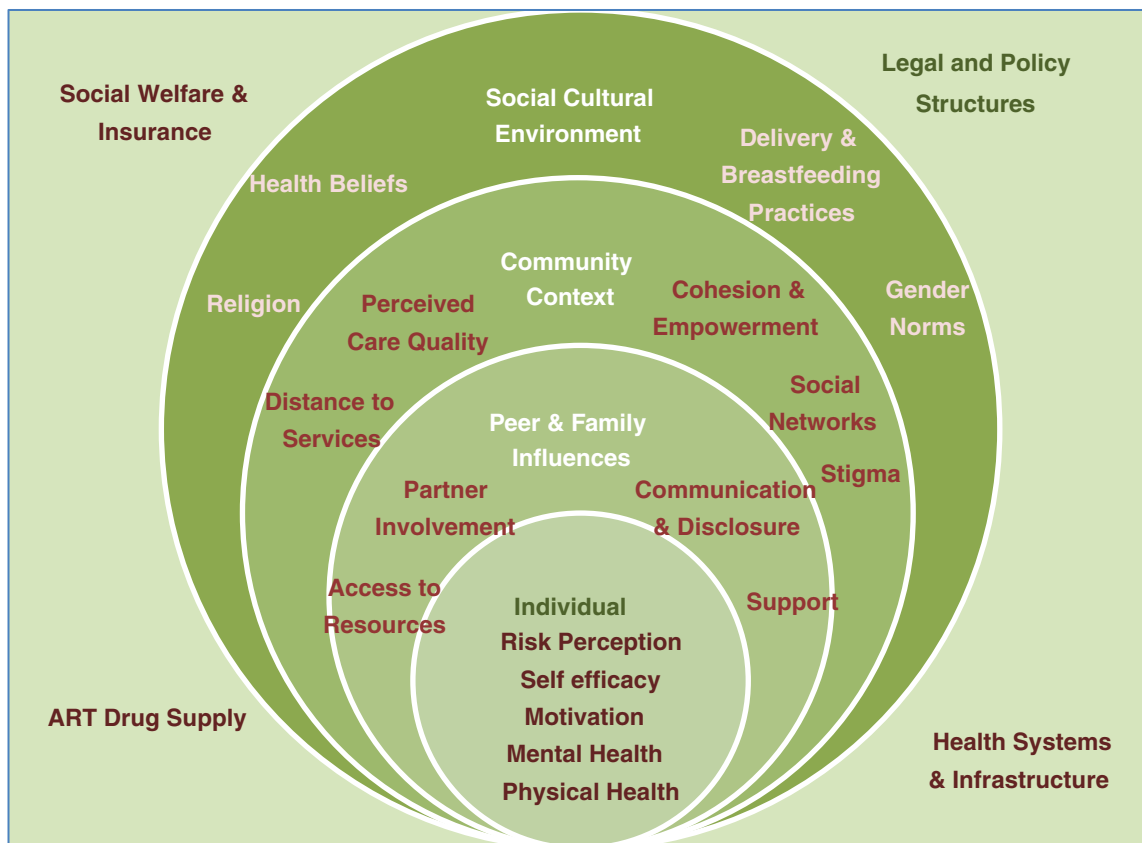 Social Welfare &
Insurance
Legal and Policy
Structures
Social Cultural
Environment
Delivery &
Breastfeeding
Practices
Health Beliefs
Religion
Gender
Norms
Community
Context
Perceived
Care Quality
Cohesion &
Empowerment
Distance to
Services
Social
Networks
Stigma
Peer & Family
Influences
Partner
Involvement
Communication
& Disclosure
Access to
Resources
Support
Individual
Risk Perception
Self efficacy
Motivation
Mental Health
Physical Health
ART Drug Supply
Health Systems
& Infrastructure